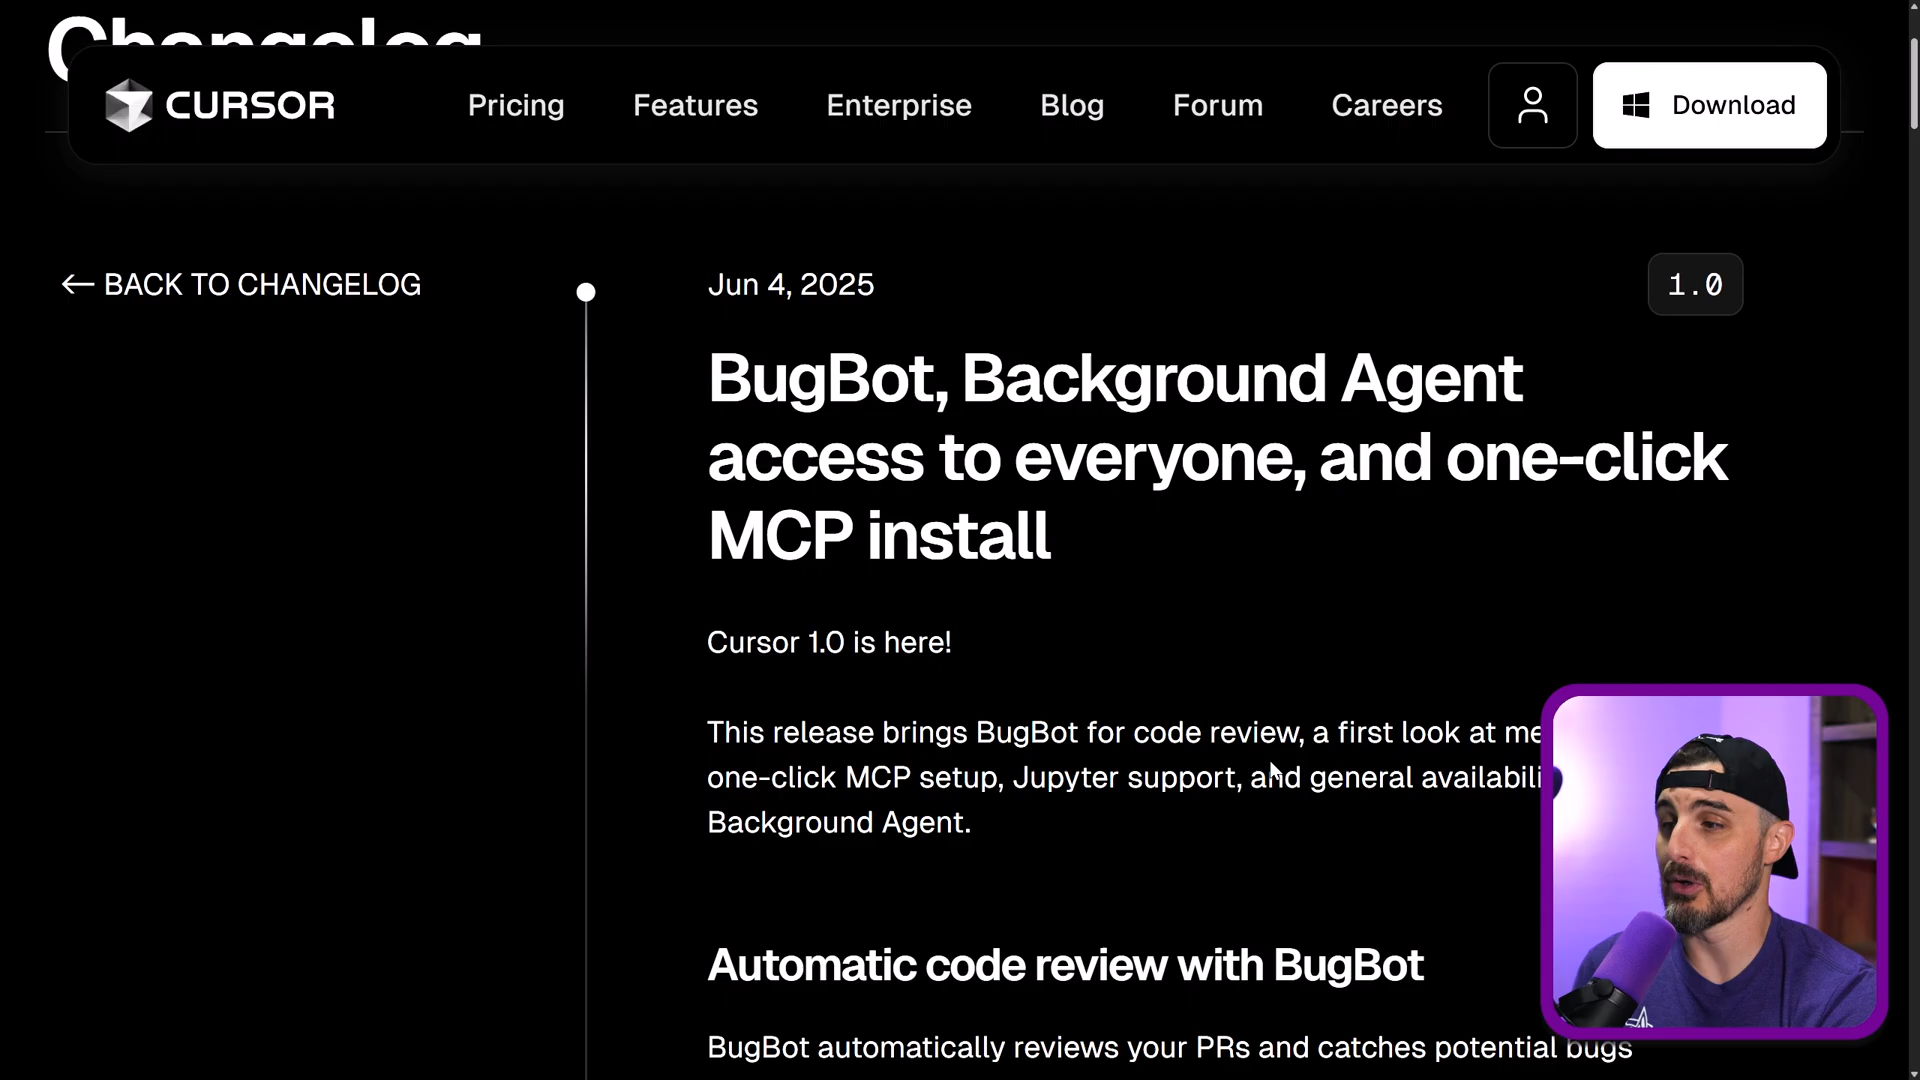 Changelog
CURSOR
Pricing
Features
Enterprise
Blog
Forum
Careers
Download
← BACK TO CHANGELOG
Jun 4, 2025
1.0
BugBot, Background Agent
access to everyone, and one-click
MCP install
Cursor 1.0 is here!
This release brings BugBot for code review, a first look at me
one-click MCP setup, Jupyter support, and general availabili
Background Agent.
Automatic code review with BugBot
BugBot automatically reviews your PRs and catches potential bugs